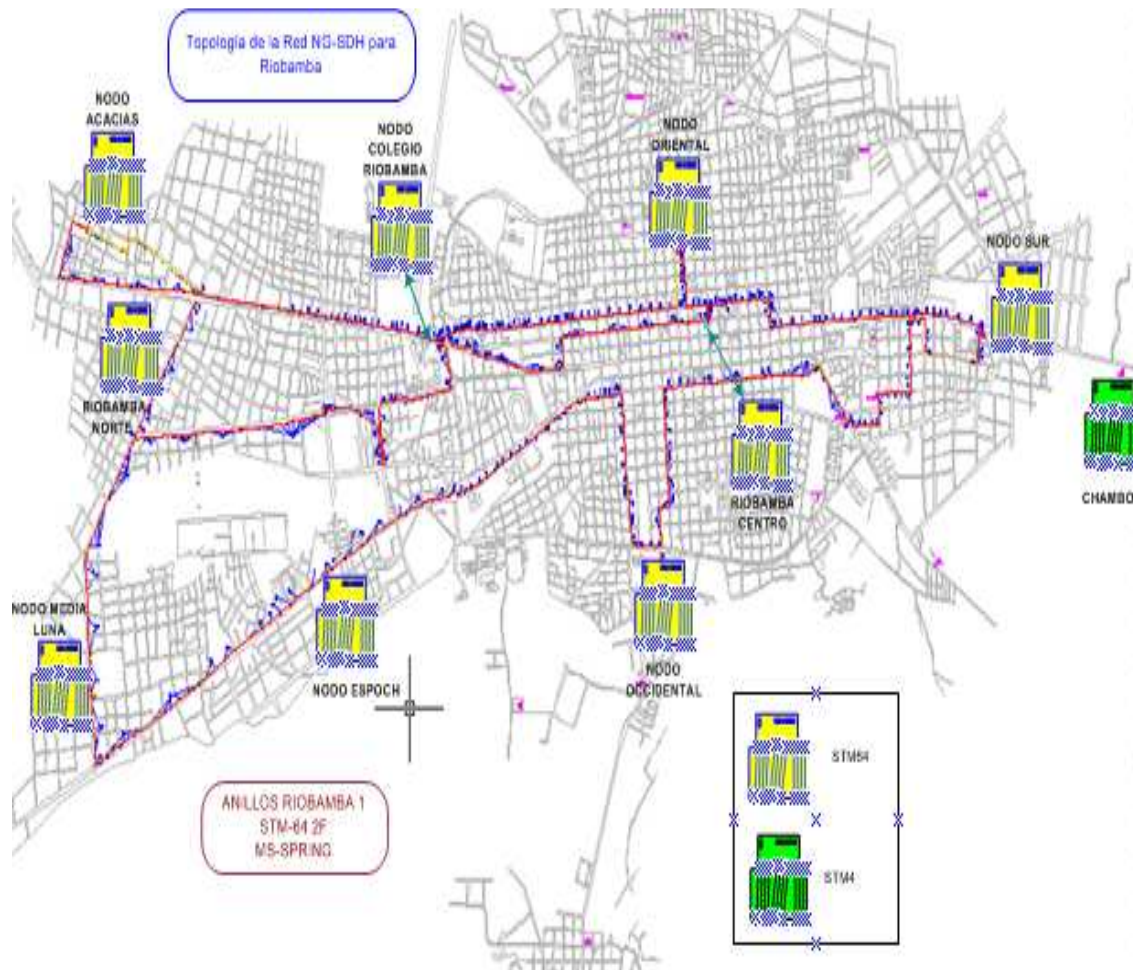 Topología de la Red NG-SDH para
Riobamba
NODO
ACACIAS
NODO
COLEGIO
RIOBAMBA
NODO
ORIENTAL
NODO SUR
RIOBAMBA
NORTE
RIOBAMBA
CENTRO
CHAMBO
NODO MEDIA
LUNA
NODO ESPOCH
NODO
OCCIDENTAL
ANILLOS RIOBAMBA 1
STM-64 2F
MS-SPRING
STM64
STM4